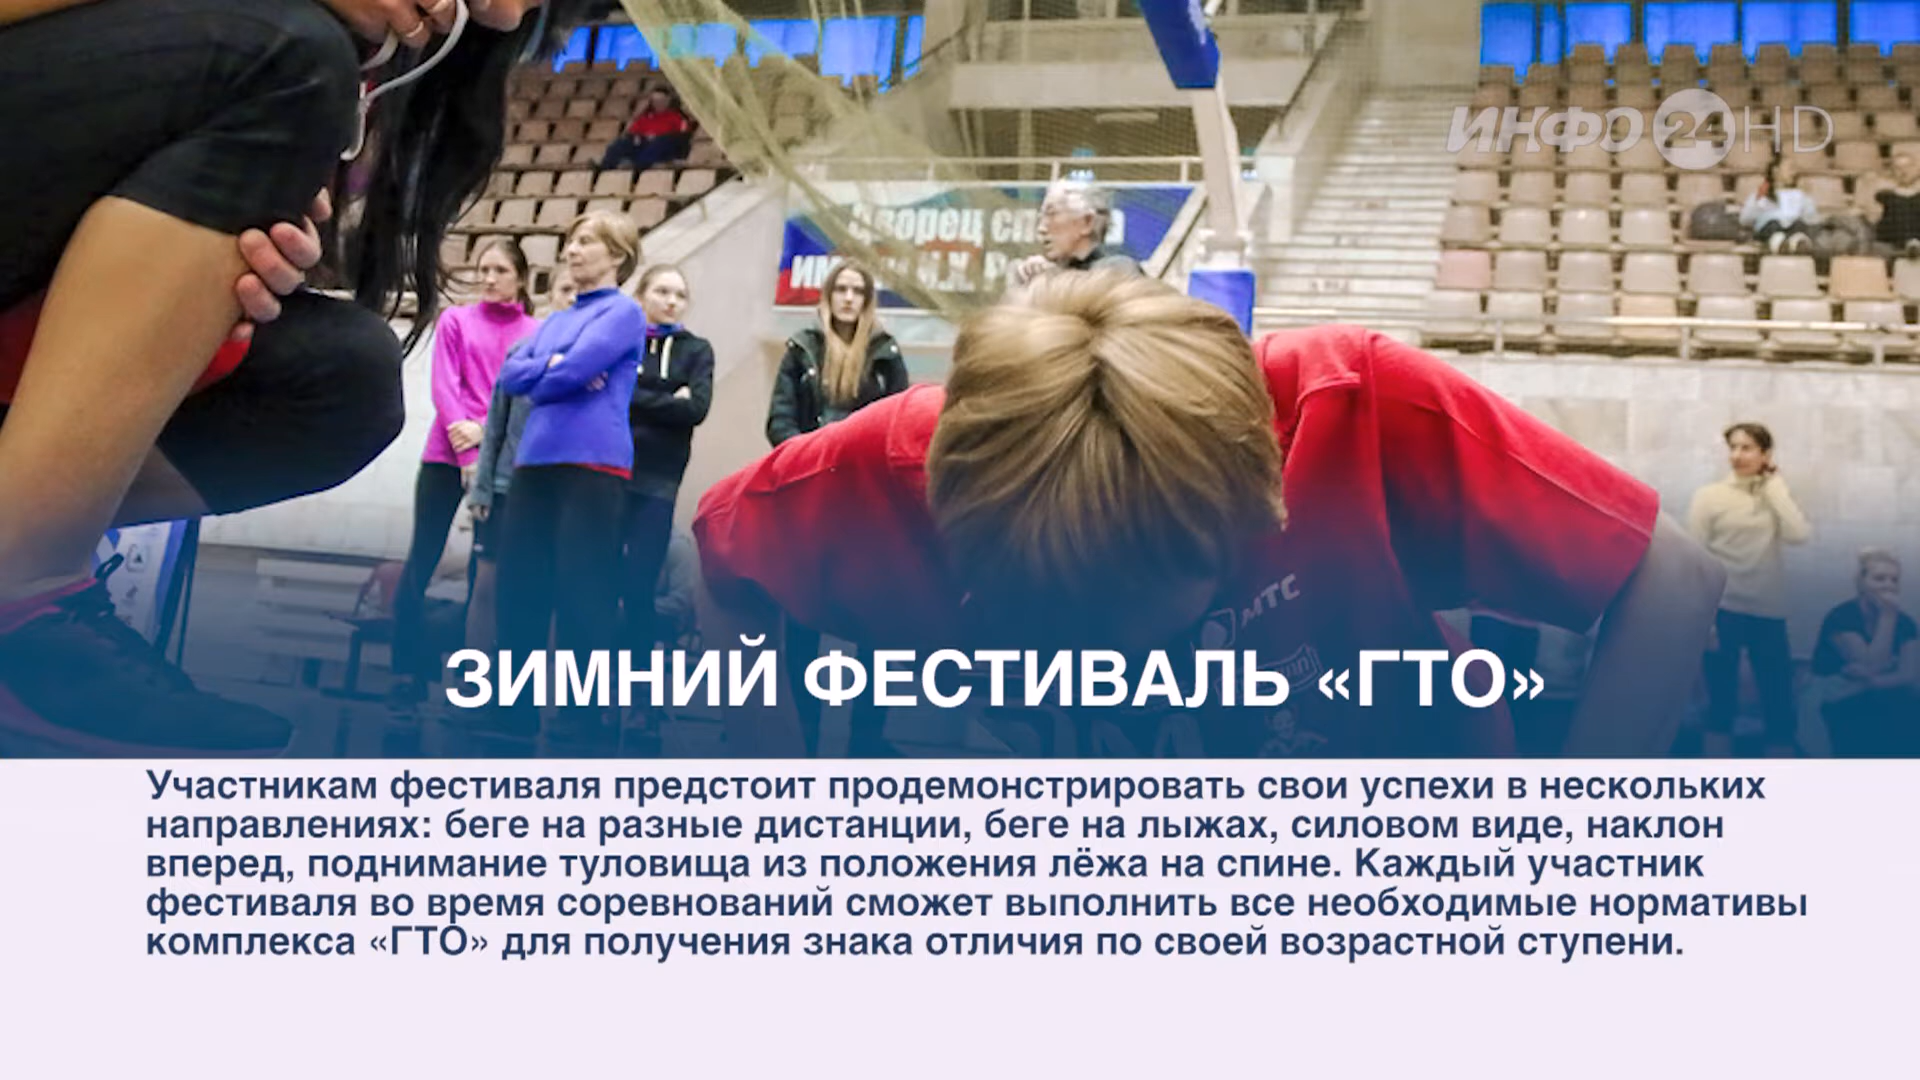 ИНФО 24 HD
Дворец
МТС
ЗИМНИЙ ФЕСТИВАЛЬ «ГТО»
Участникам фестиваля предстоит продемонстрировать свои успехи в нескольких
направлениях: беге на разные дистанции, беге на лыжах, силовом виде, наклон
вперед, поднимание туловища из положения лёжа на спине. Каждый участник
фестиваля во время соревнований сможет выполнить все необходимые нормативы
комплекса «ГТО» для получения знака отличия по своей возрастной ступени.